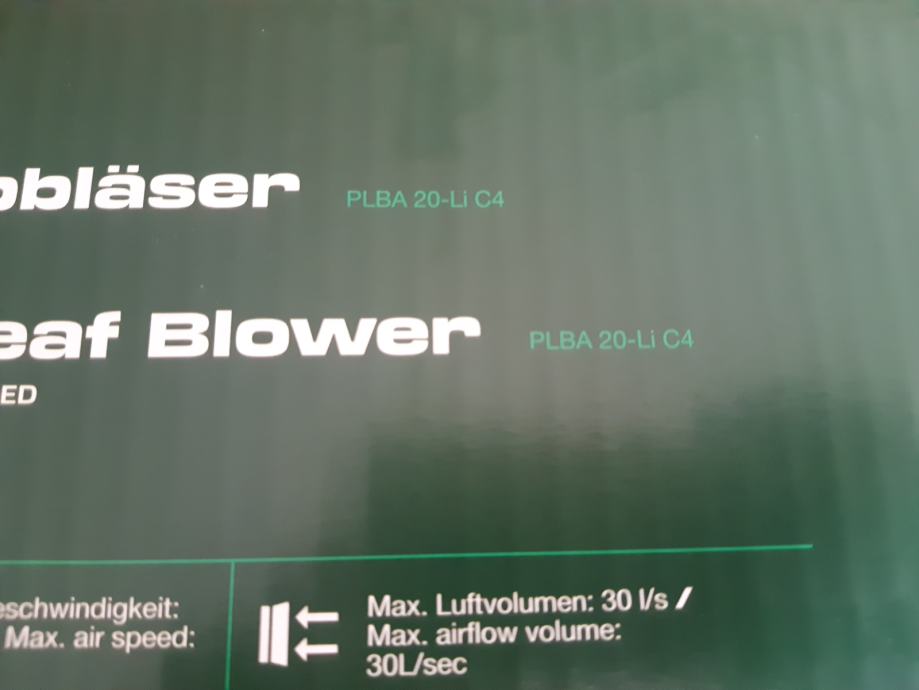 bläser PLBA 20-Li C4
eaf Blower PLBA 20-Li C4
ED
eschwindigkeit:
Max. air speed:
Max. Luftvolumen: 30 l/s /
Max. airflow volume:
30L/sec